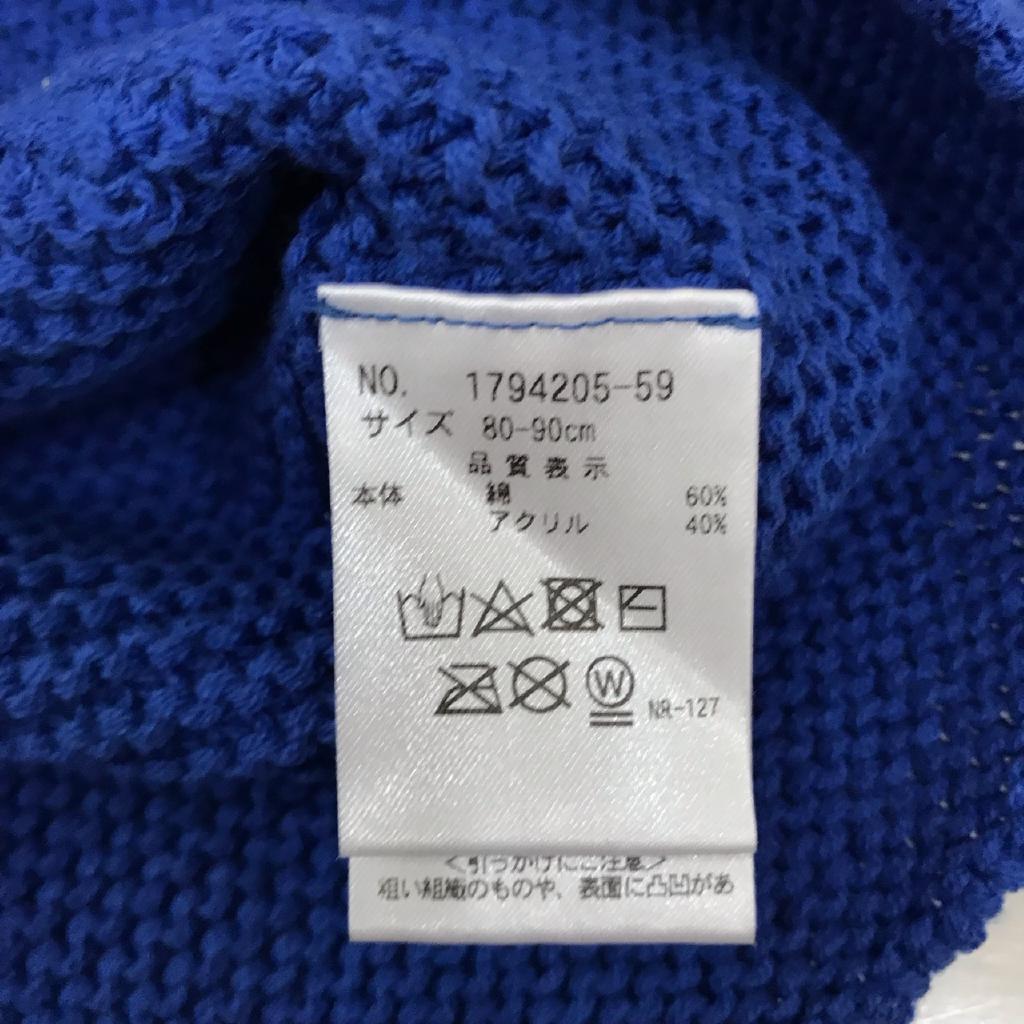 NO. 1794205-59
サイズ 80-90cm
品質表示
本体 綿 60%
アクリル 40%
W
NR-127
<引っかけにご注意>
粗い組織のものや、表面に凸凹があ